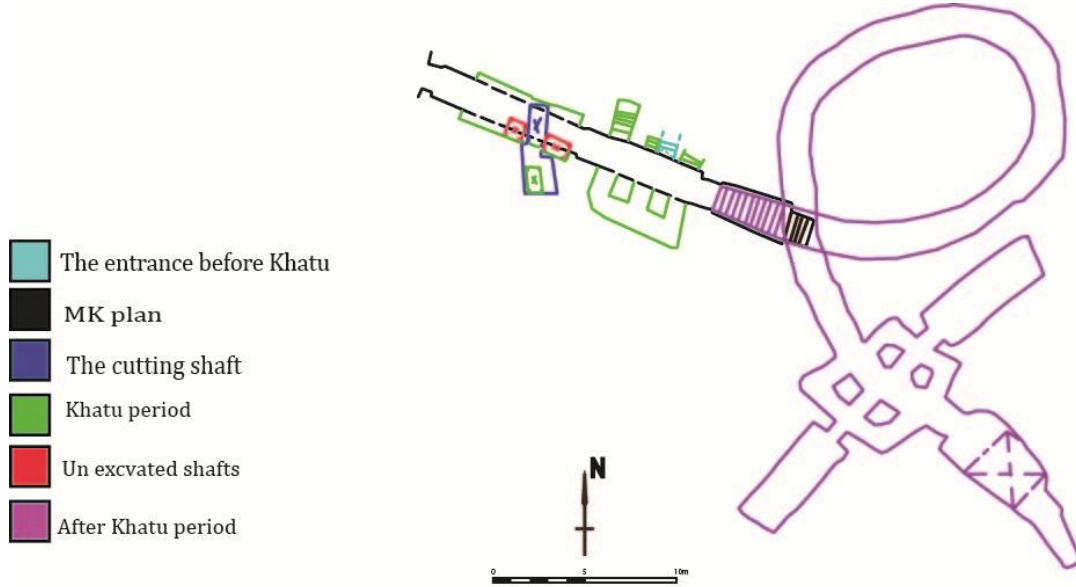 The entrance before Khatu
MK plan
The cutting shaft
Khatu period
Un excvated shafts
After Khatu period
N
0 5 10m